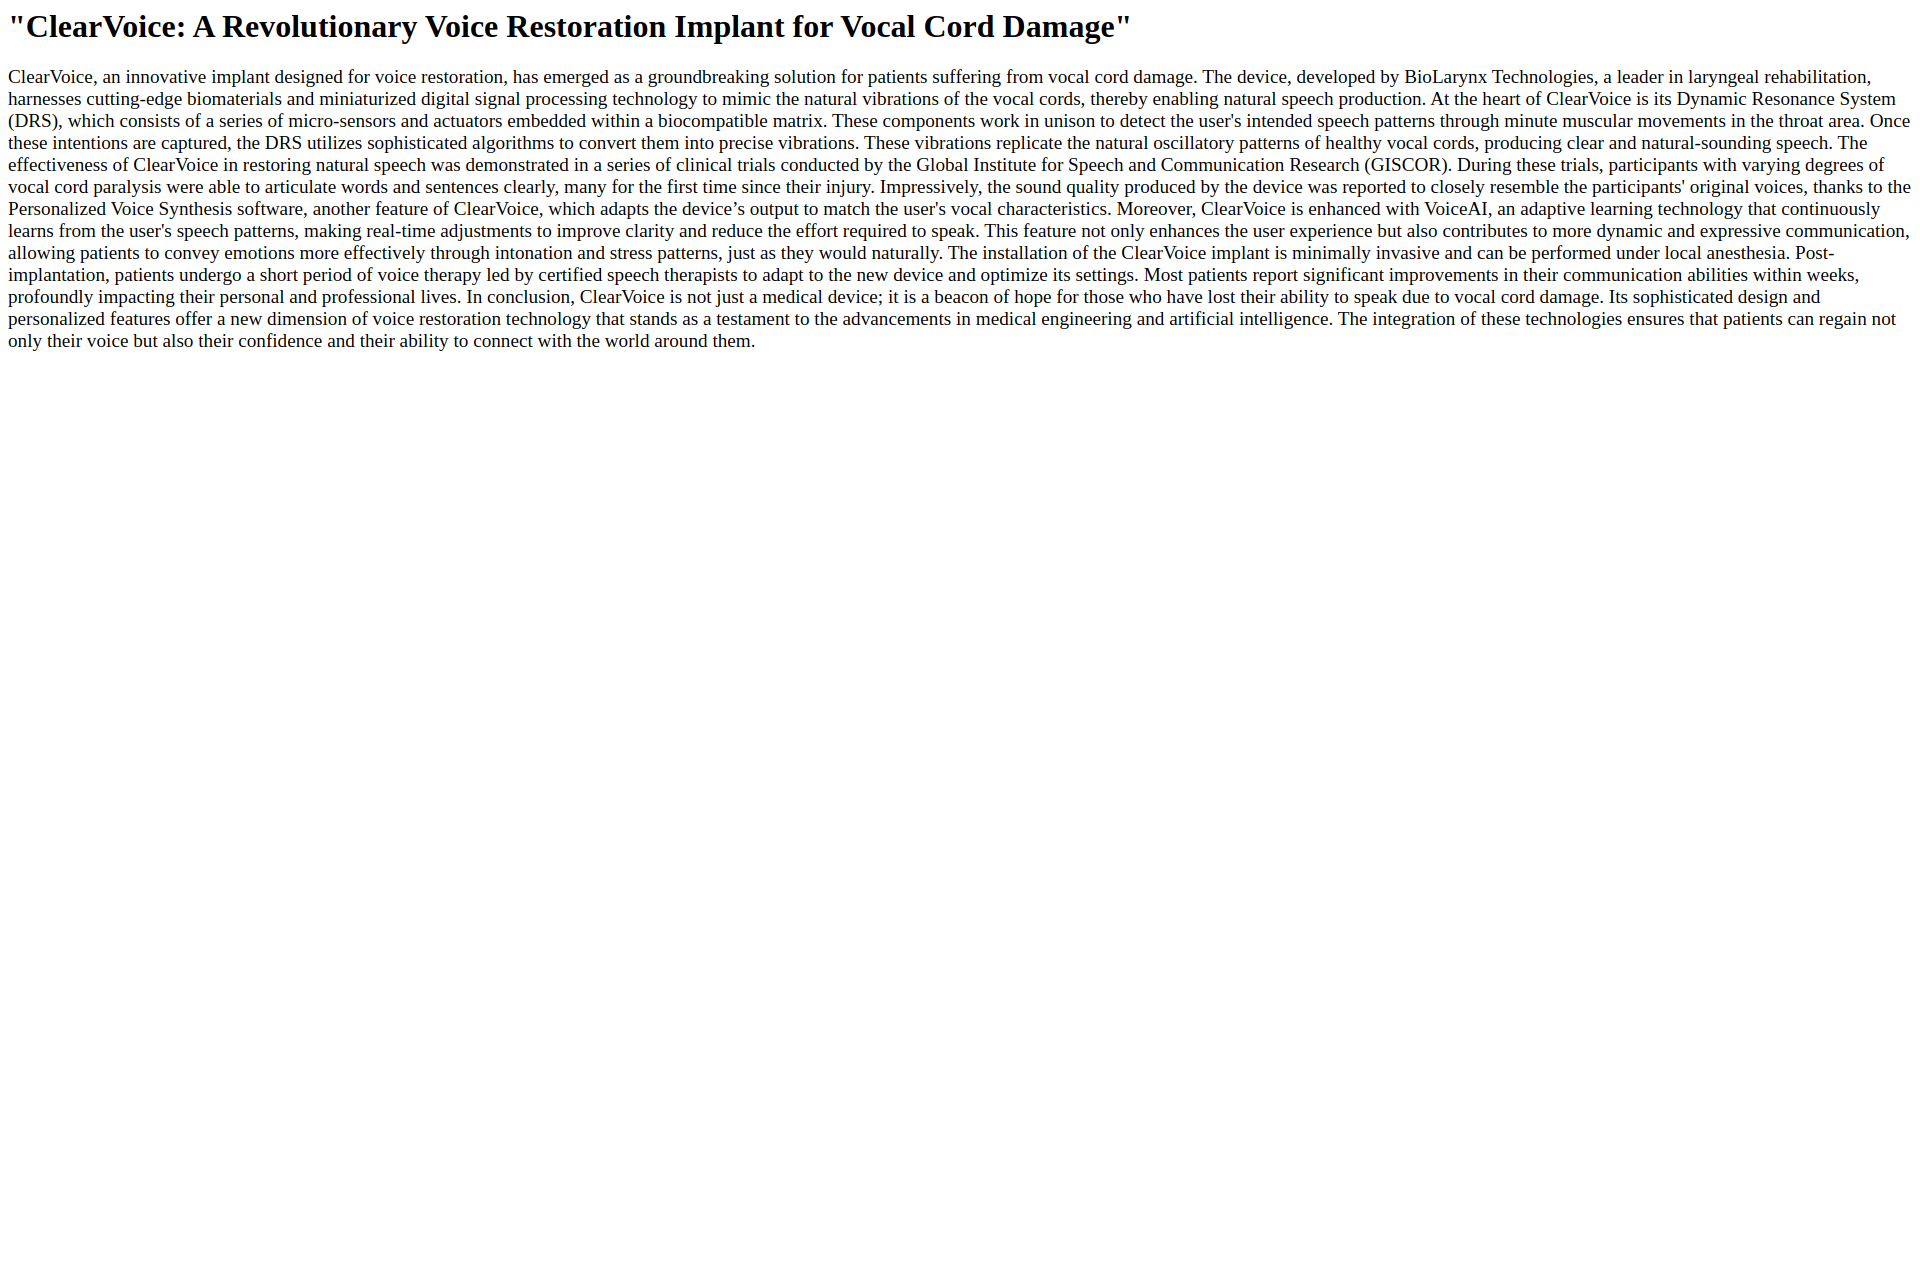 "ClearVoice: A Revolutionary Voice Restoration Implant for Vocal Cord Damage"
ClearVoice, an innovative implant designed for voice restoration, has emerged as a groundbreaking solution for patients suffering from vocal cord damage. The device, developed by BioLarynx Technologies, a leader in laryngeal rehabilitation,
harnesses cutting-edge biomaterials and miniaturized digital signal processing technology to mimic the natural vibrations of the vocal cords, thereby enabling natural speech production. At the heart of ClearVoice is its Dynamic Resonance System
(DRS), which consists of a series of micro-sensors and actuators embedded within a biocompatible matrix. These components work in unison to detect the user's intended speech patterns through minute muscular movements in the throat area. Once
these intentions are captured, the DRS utilizes sophisticated algorithms to convert them into precise vibrations. These vibrations replicate the natural oscillatory patterns of healthy vocal cords, producing clear and natural-sounding speech. The
effectiveness of ClearVoice in restoring natural speech was demonstrated in a series of clinical trials conducted by the Global Institute for Speech and Communication Research (GISCOR). During these trials, participants with varying degrees of
vocal cord paralysis were able to articulate words and sentences clearly, many for the first time since their injury. Impressively, the sound quality produced by the device was reported to closely resemble the participants' original voices, thanks to the
Personalized Voice Synthesis software, another feature of ClearVoice, which adapts the device’s output to match the user's vocal characteristics. Moreover, ClearVoice is enhanced with VoiceAI, an adaptive learning technology that continuously
learns from the user's speech patterns, making real-time adjustments to improve clarity and reduce the effort required to speak. This feature not only enhances the user experience but also contributes to more dynamic and expressive communication,
allowing patients to convey emotions more effectively through intonation and stress patterns, just as they would naturally. The installation of the ClearVoice implant is minimally invasive and can be performed under local anesthesia. Post-
implantation, patients undergo a short period of voice therapy led by certified speech therapists to adapt to the new device and optimize its settings. Most patients report significant improvements in their communication abilities within weeks,
profoundly impacting their personal and professional lives. In conclusion, ClearVoice is not just a medical device; it is a beacon of hope for those who have lost their ability to speak due to vocal cord damage. Its sophisticated design and
personalized features offer a new dimension of voice restoration technology that stands as a testament to the advancements in medical engineering and artificial intelligence. The integration of these technologies ensures that patients can regain not
only their voice but also their confidence and their ability to connect with the world around them.